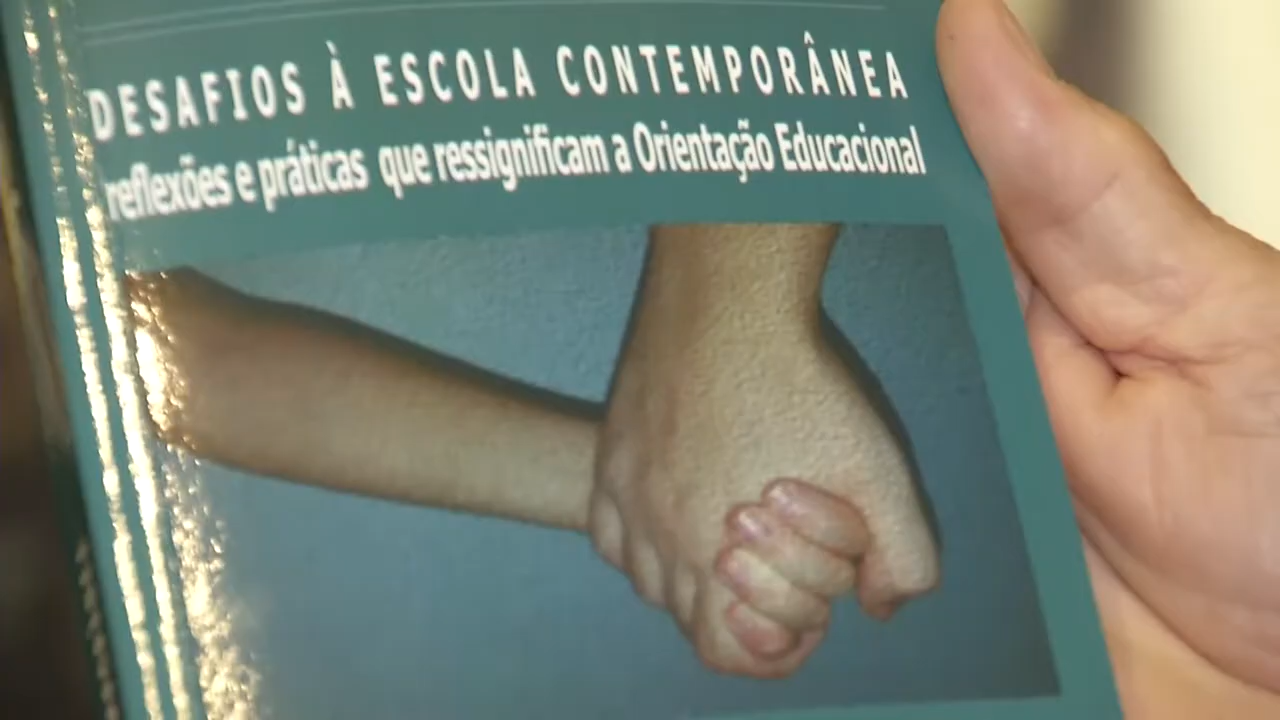 DESAFIOS À ESCOLA CONTEMPORÂNEA
reflexões e práticas que ressignificam a Orientação Educacional